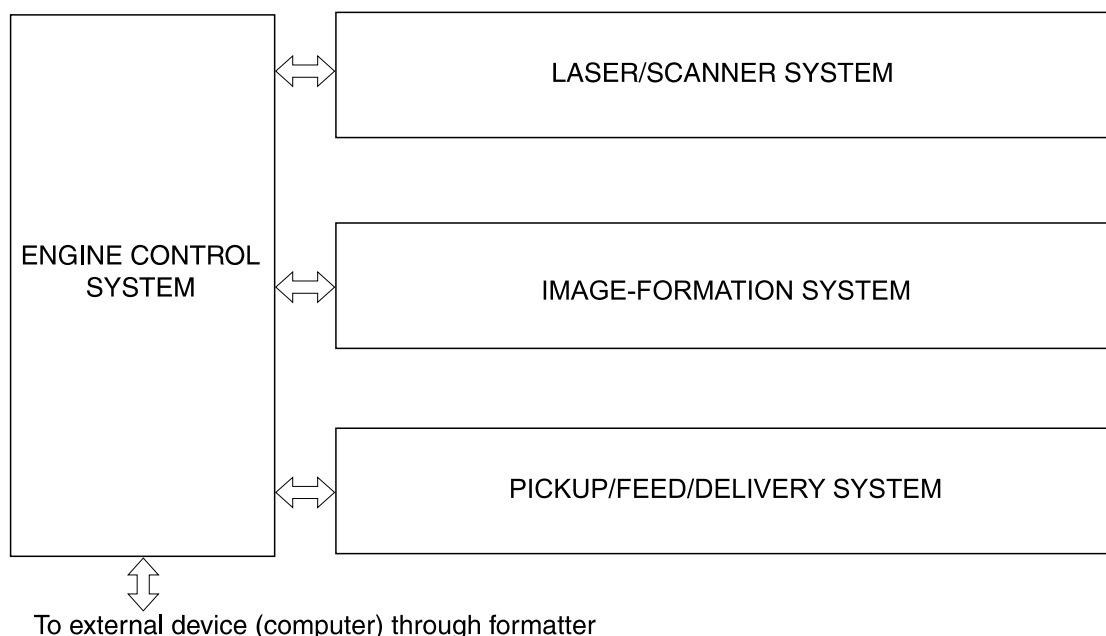 LASER/SCANNER SYSTEM
ENGINE CONTROL
SYSTEM
IMAGE-FORMATION SYSTEM
PICKUP/FEED/DELIVERY SYSTEM
To external device (computer) through formatter